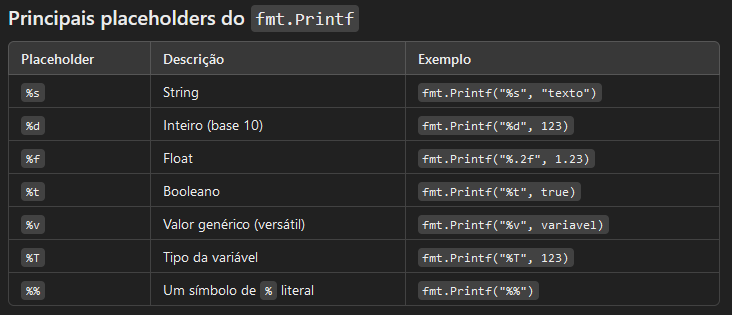 Principais placeholders do fmt.Printf
Placeholder Descrição Exemplo
%s String fmt.Printf("%s", "texto")
%d Inteiro (base 10) fmt.Printf("%d", 123)
%f Float fmt.Printf("%.2f", 1.23)
%t Booleano fmt.Printf("%t", true)
%v Valor genérico (versátil) fmt.Printf("%v", variavel)
%T Tipo da variável fmt.Printf("%T", 123)
%% Um símbolo de % literal fmt.Printf("%%")